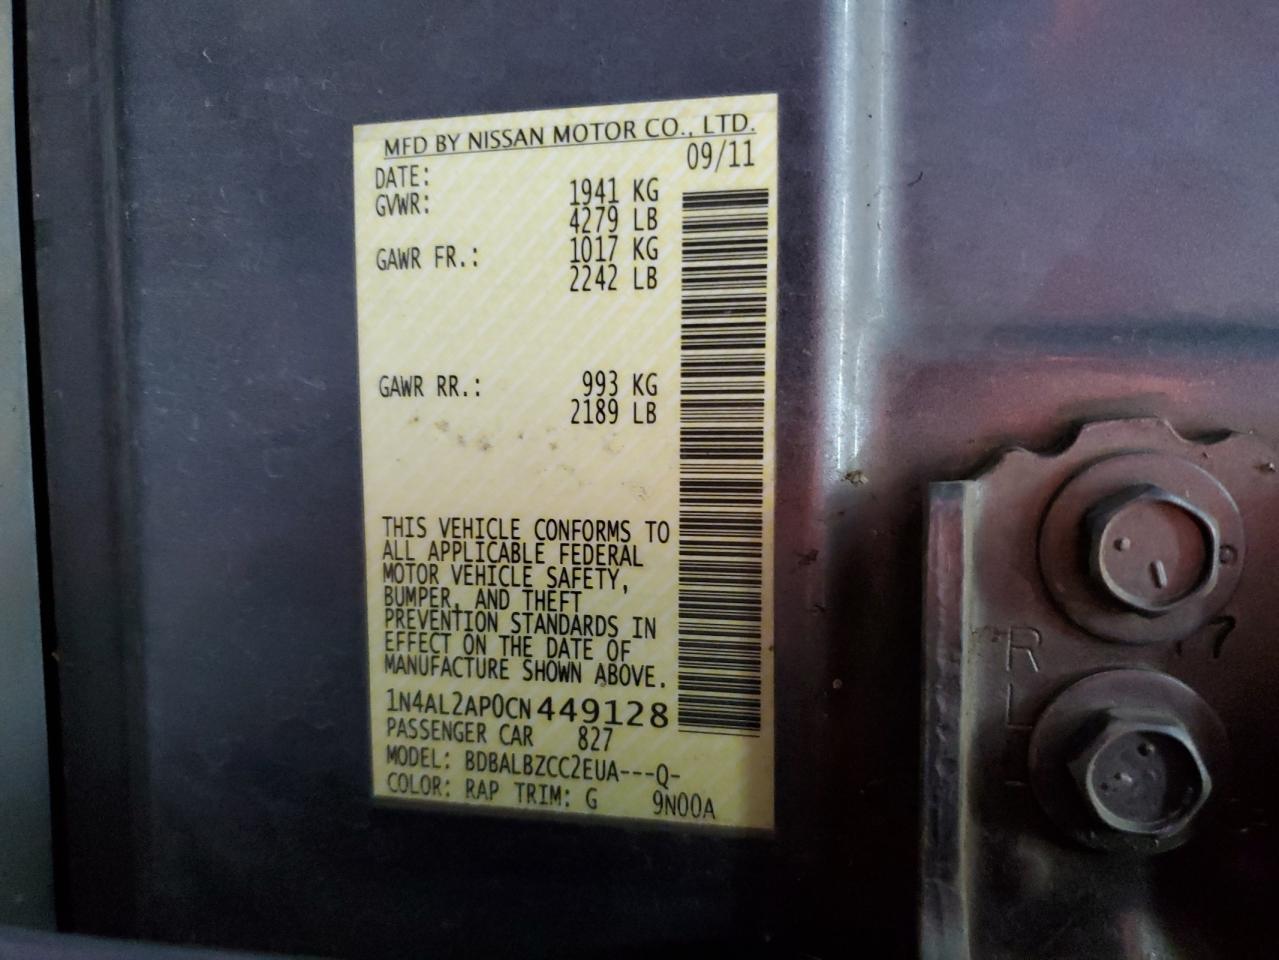 MFD BY NISSAN MOTOR CO., LTD.
DATE: 09/11
GVWR: 1941 KG
4279 LB
GAWR FR.: 1017 KG
2242 LB
GAWR RR.: 993 KG
2189 LB
THIS VEHICLE CONFORMS TO
ALL APPLICABLE FEDERAL
MOTOR VEHICLE SAFETY,
BUMPER, AND THEFT
PREVENTION STANDARDS IN
EFFECT ON THE DATE OF
MANUFACTURE SHOWN ABOVE.
1N4AL2AP0CN449128
PASSENGER CAR 827
MODEL: BDBALBZCC2EUA---Q-
COLOR: RAP TRIM: G 9N00A
R
L
7